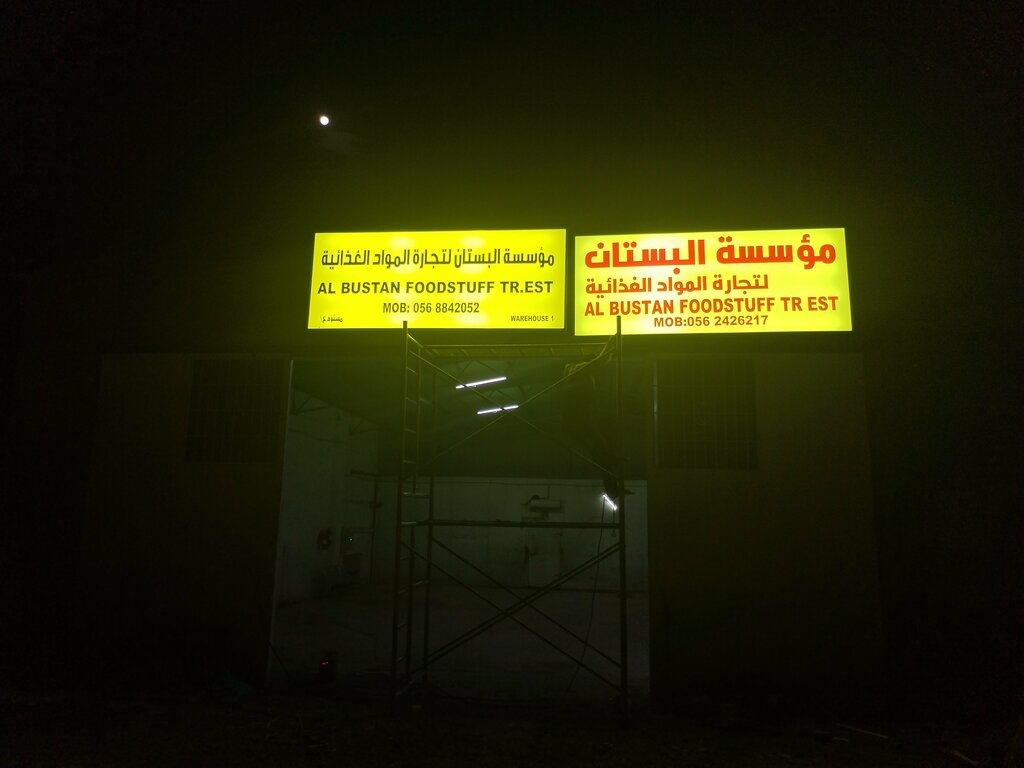 مؤسسة البستان لتجارة المواد الغذائية
AL BUSTAN FOODSTUFF TR.EST
MOB: 056 8842052
WAREHOUSE 1
مؤسسة البستان
لتجارة المواد الغذائية
AL BUSTAN FOODSTUFF TR EST
MOB:056 2426217